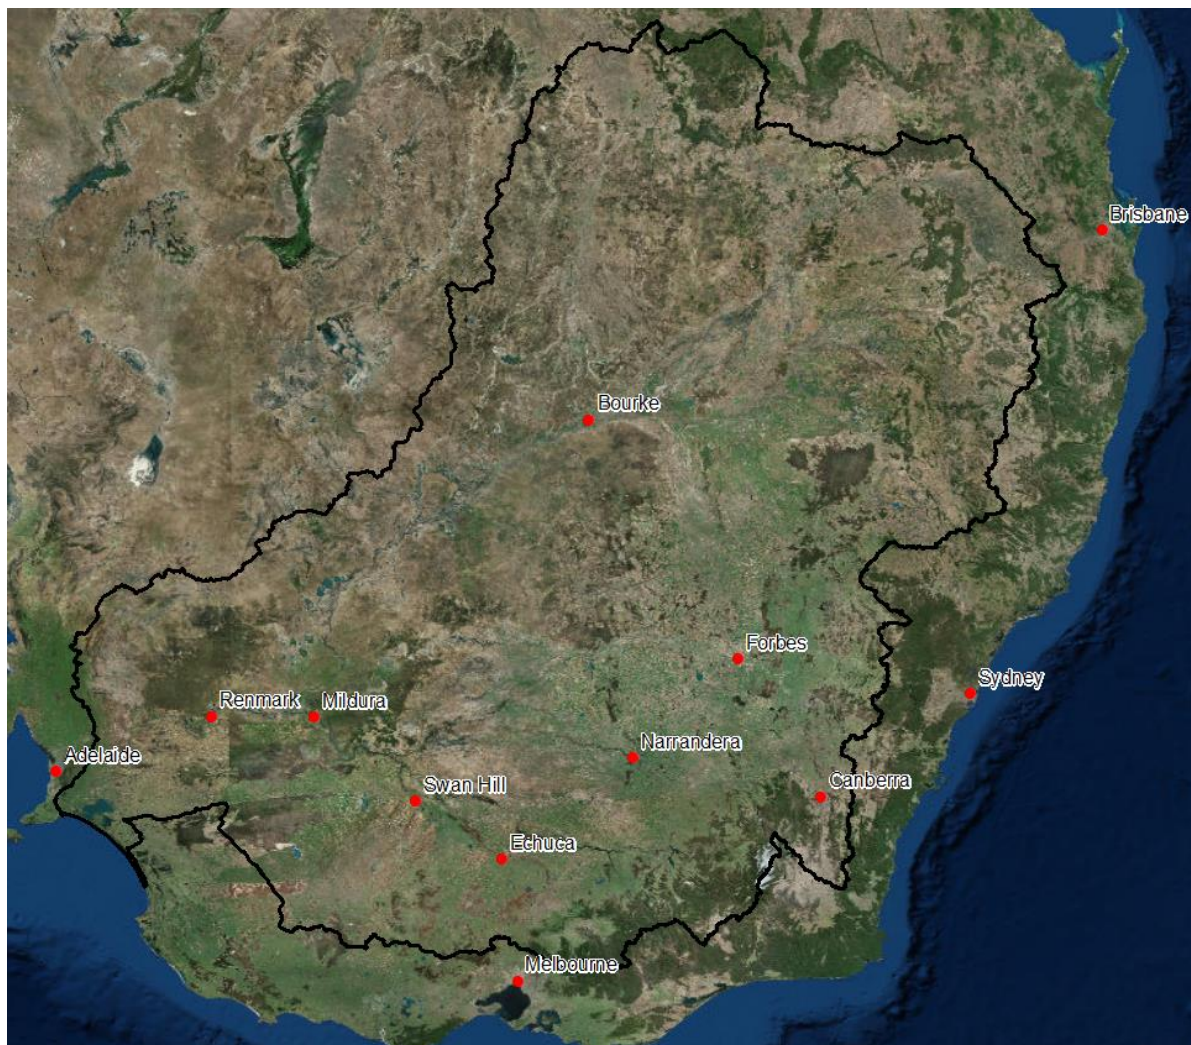 Brisbane
Bourke
Forbes
Sydney
Renmark
Mildura
Narrandera
Adelaide
Canberra
Swan Hill
Echuca
Melbourne